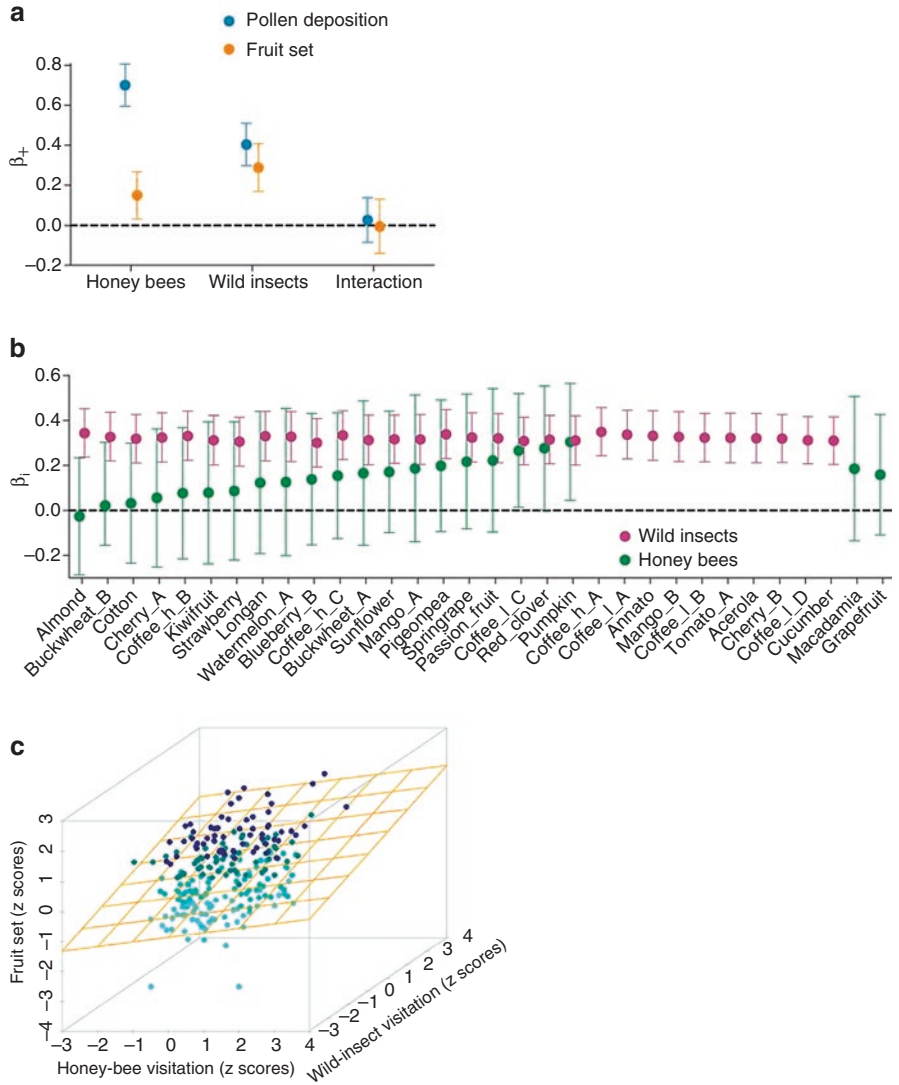 a
Pollen deposition
Fruit set
0.8
0.6
0.4
0.2
0.0
–0.2
β+
Honey bees Wild insects Interaction
b
0.6
0.4
0.2
0.0
–0.2
βi
Wild insects
Honey bees
Almond
Buckwheat_B
Cotton
Cherry_A
Coffee_h_B
Kiwifruit
Strawberry
Longan
Watermelon_A
Blueberry_B
Coffee_h_C
Buckwheat_A
Sunflower
Mango_A
Pigeonpea
Springrape
Passion_fruit
Coffee_l_C
Red_clover
Pumpkin
Coffee_h_A
Coffee_l_A
Annato
Mango_B
Coffee_l_B
Tomato_A
Acerola
Cherry_B
Coffee_l_D
Cucumber
Macadamia
Grapefruit
c
3
2
1
0
–1
–2
–3
–4
Fruit set (z scores)
–3 –2 –1 0 1 2 3 4
Honey-bee visitation (z scores)
–3 –2 –1 0 1 2 3 4
Wild-insect visitation (z scores)